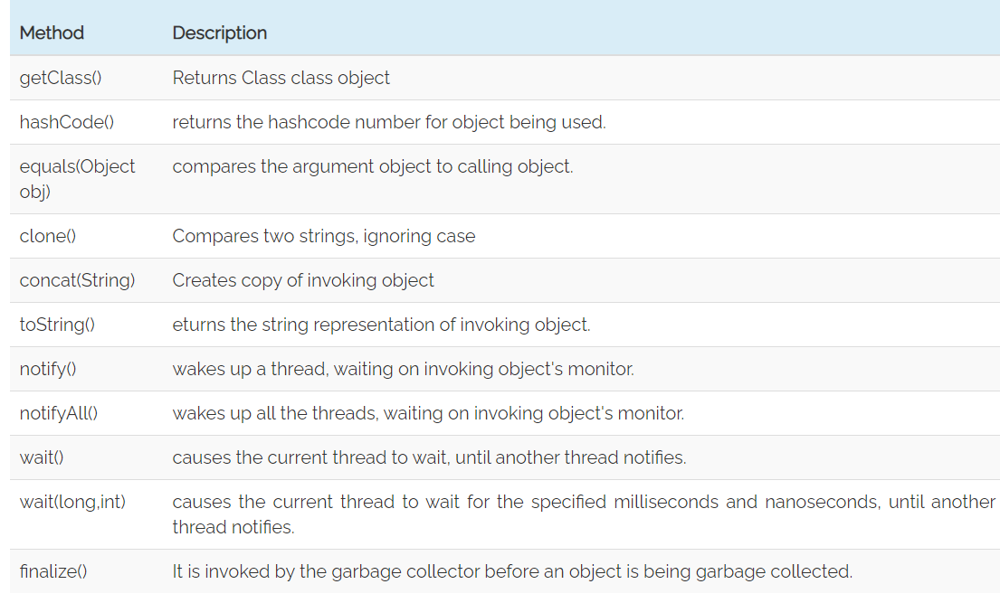 Method Description
getClass() Returns Class class object
hashCode() returns the hashcode number for object being used.
equals(Object compares the argument object to calling object.
obj)
clone() Compares two strings, ignoring case
concat(String) Creates copy of invoking object
toString() eturns the string representation of invoking object.
notify() wakes up a thread, waiting on invoking object's monitor.
notifyAll() wakes up all the threads, waiting on invoking object's monitor.
wait() causes the current thread to wait, until another thread notifies.
wait(long,int) causes the current thread to wait for the specified milliseconds and nanoseconds, until another
thread notifies.
finalize() It is invoked by the garbage collector before an object is being garbage collected.